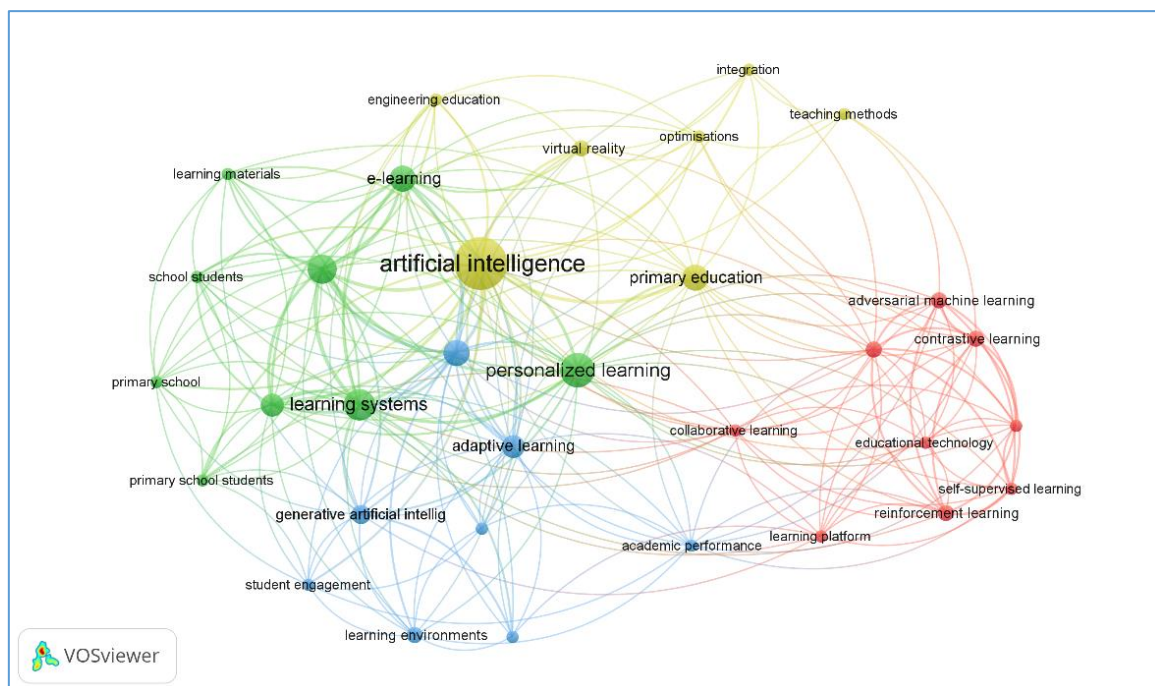 integration
engineering education
teaching methods
optimisations
virtual reality
learning materials
e-learning
artificial intelligence
school students
primary education
adversarial machine learning
contrastive learning
personalized learning
primary school
learning systems
collaborative learning
educational technology
adaptive learning
primary school students
self-supervised learning
generative artificial intellig
reinforcement learning
learning platform
academic performance
student engagement
learning environments
VOSviewer